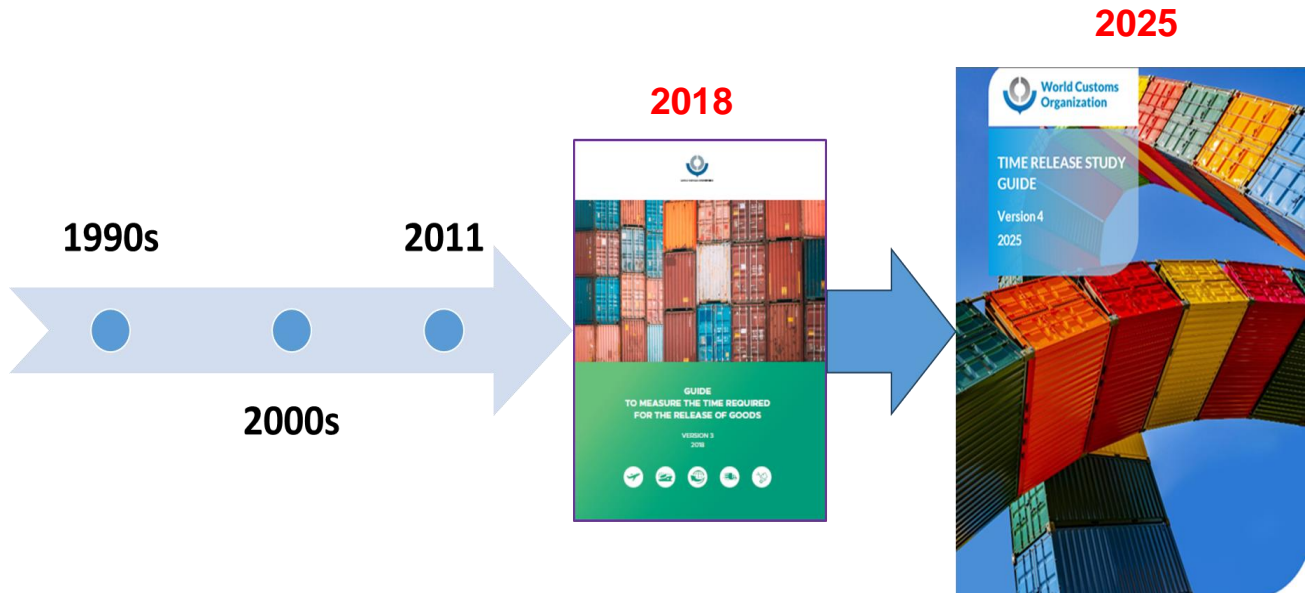 1990s
2000s
2011
2018
GUIDE
TO MEASURE THE TIME REQUIRED
FOR THE RELEASE OF GOODS
VERSION 3
2018
2025
World Customs
Organization
TIME RELEASE STUDY
GUIDE
Version 4
2025